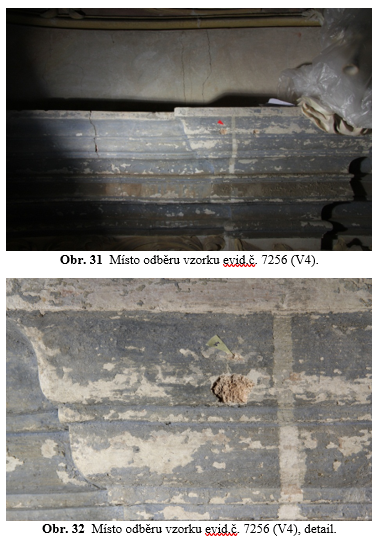 Obr. 31 Místo odběru vzorku evid.č. 7256 (V4).
Obr. 32 Místo odběru vzorku evid.č. 7256 (V4), detail.